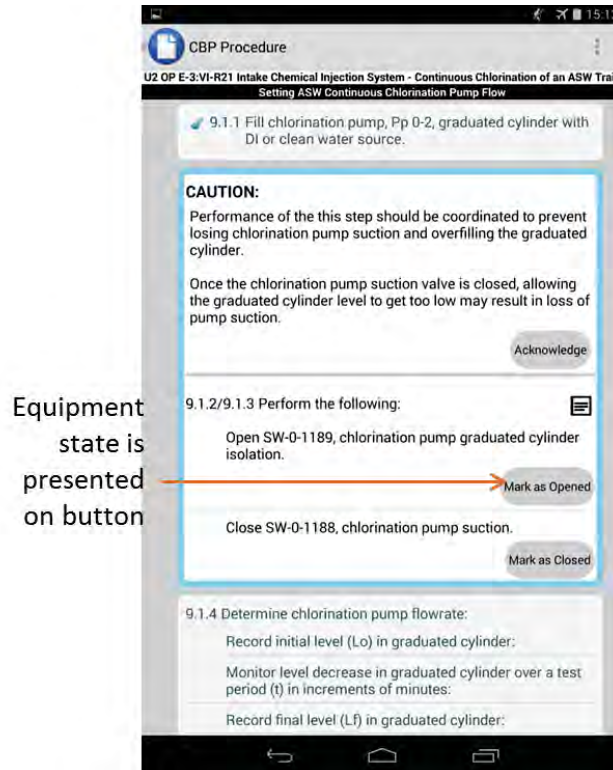 15:1
CBP Procedure
U2 OP E-3:VI-R21 Intake Chemical Injection System - Continuous Chlorination of an ASW Trai
Setting ASW Continuous Chlorination Pump Flow
9.1.1 Fill chlorination pump, Pp 0-2, graduated cylinder with
DI or clean water source.
CAUTION:
Performance of the this step should be coordinated to prevent
losing chlorination pump suction and overfilling the graduated
cylinder.
Once the chlorination pump suction valve is closed, allowing
the graduated cylinder level to get too low may result in loss of
pump suction.
Acknowledge
Equipment
state is
presented
on button
9.1.2/9.1.3 Perform the following:
Open SW-0-1189, chlorination pump graduated cylinder
isolation.
Mark as Opened
Close SW-0-1188, chlorination pump suction.
Mark as Closed
9.1.4 Determine chlorination pump flowrate:
Record initial level (Lo) in graduated cylinder:
Monitor level decrease in graduated cylinder over a test
period (t) in increments of minutes:
Record final level (Lf) in graduated cylinder: